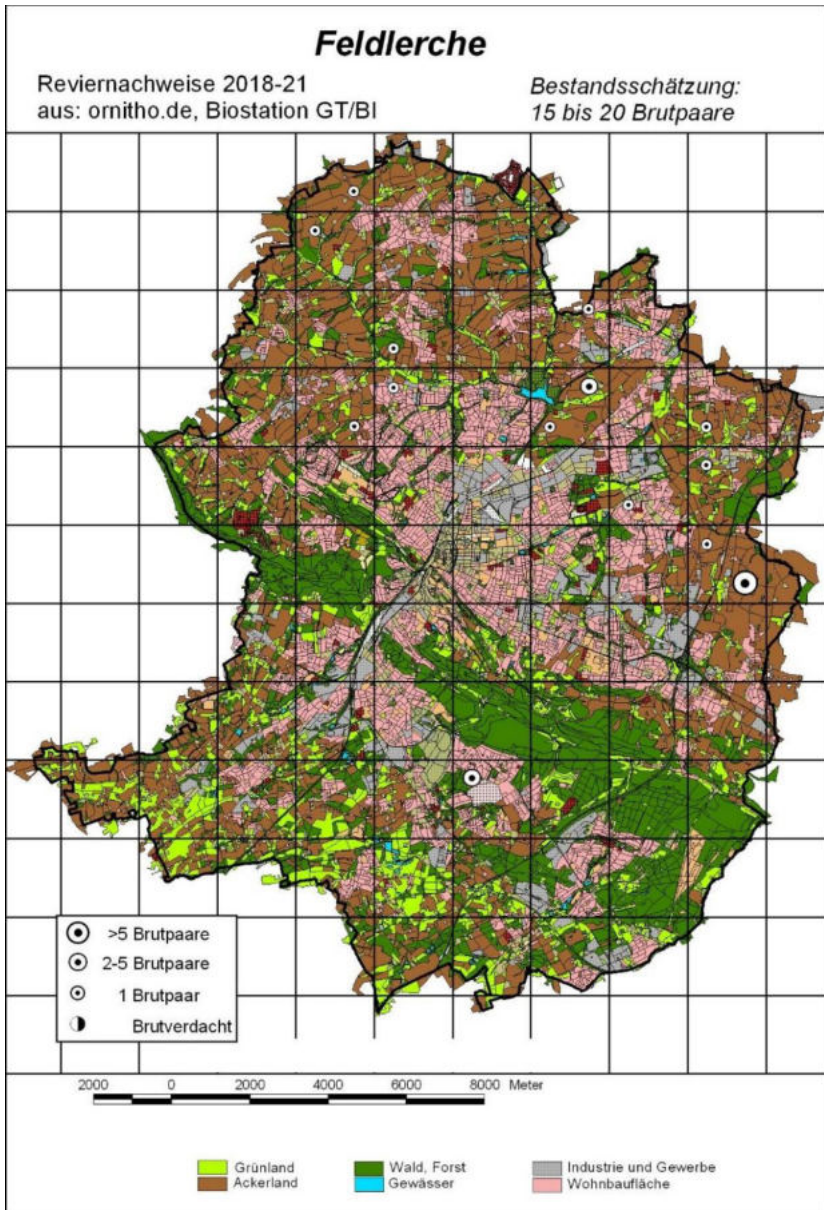 Feldlerche
Reviernachweise 2018-21
aus: ornitho.de, Biostation GT/BI
Bestandsschätzung:
15 bis 20 Brutpaare
>5 Brutpaare
2-5 Brutpaare
1 Brutpaar
Brutverdacht
2000 0 2000 4000 6000 8000 Meter
Grünland
Ackerland
Wald, Forst
Gewässer
Industrie und Gewerbe
Wohnbaufläche